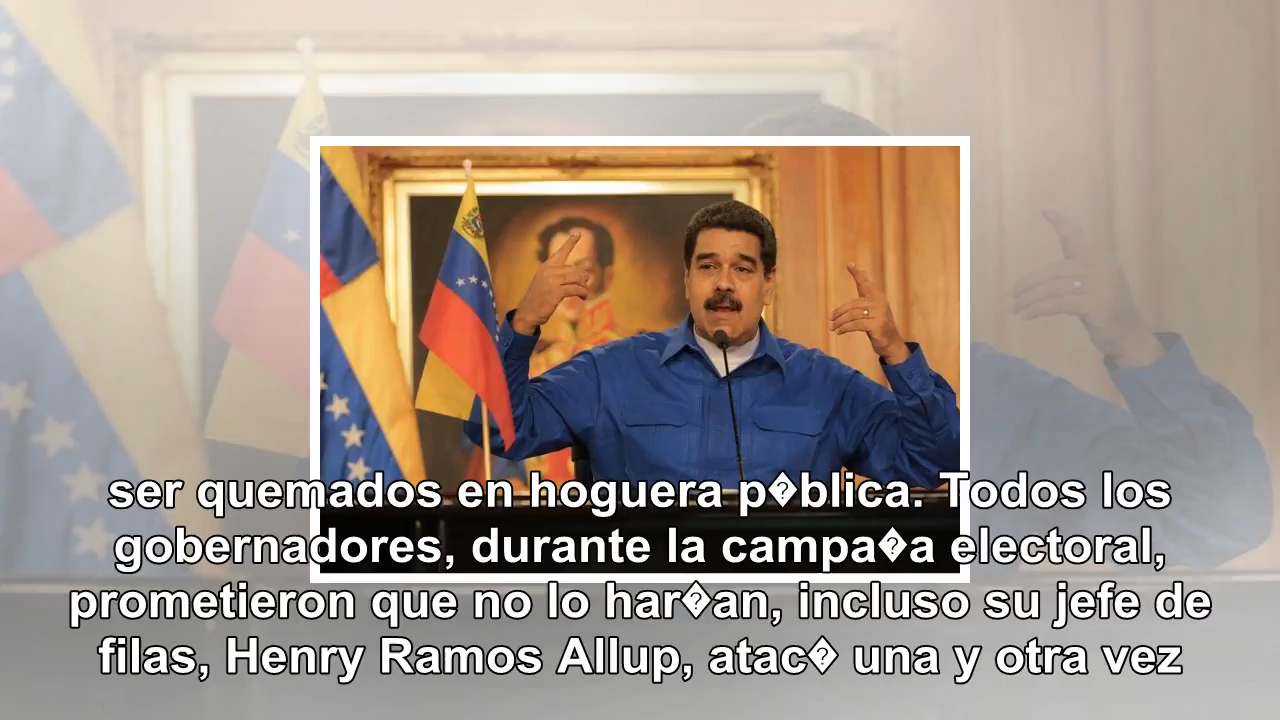 ser quemados en hoguera p�blica. Todos los
gobernadores, durante la campa�a electoral,
prometieron que no lo har�an, incluso su jefe de
filas, Henry Ramos Allup, atac� una y otra vez